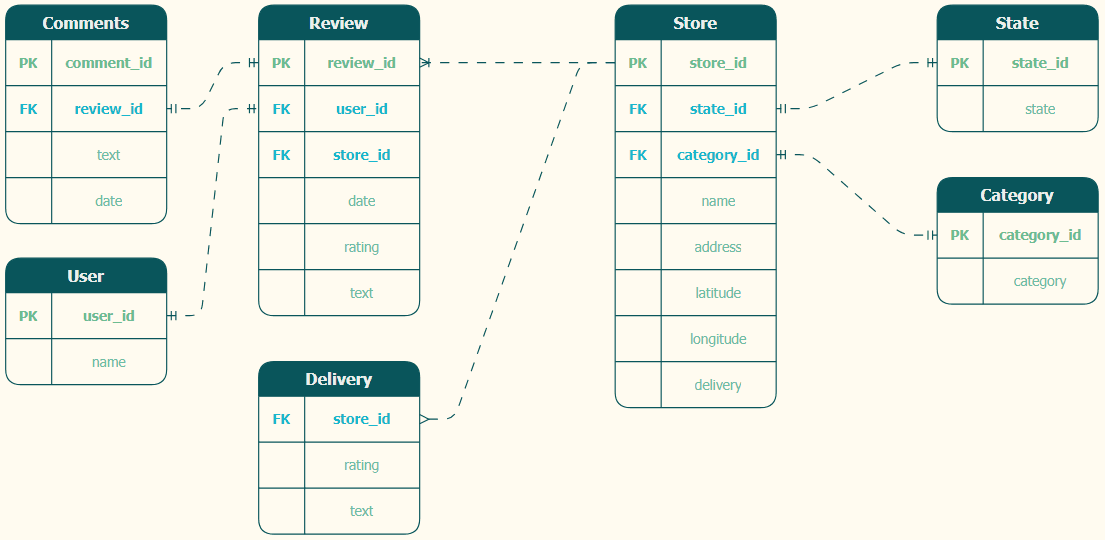 Comments
PK comment_id
FK review_id
text
date
User
PK user_id
name
Review
PK review_id
FK user_id
FK store_id
date
rating
text
Delivery
FK store_id
rating
text
Store
PK store_id
FK state_id
FK category_id
name
address
latitude
longitude
delivery
State
PK state_id
state
Category
PK category_id
category